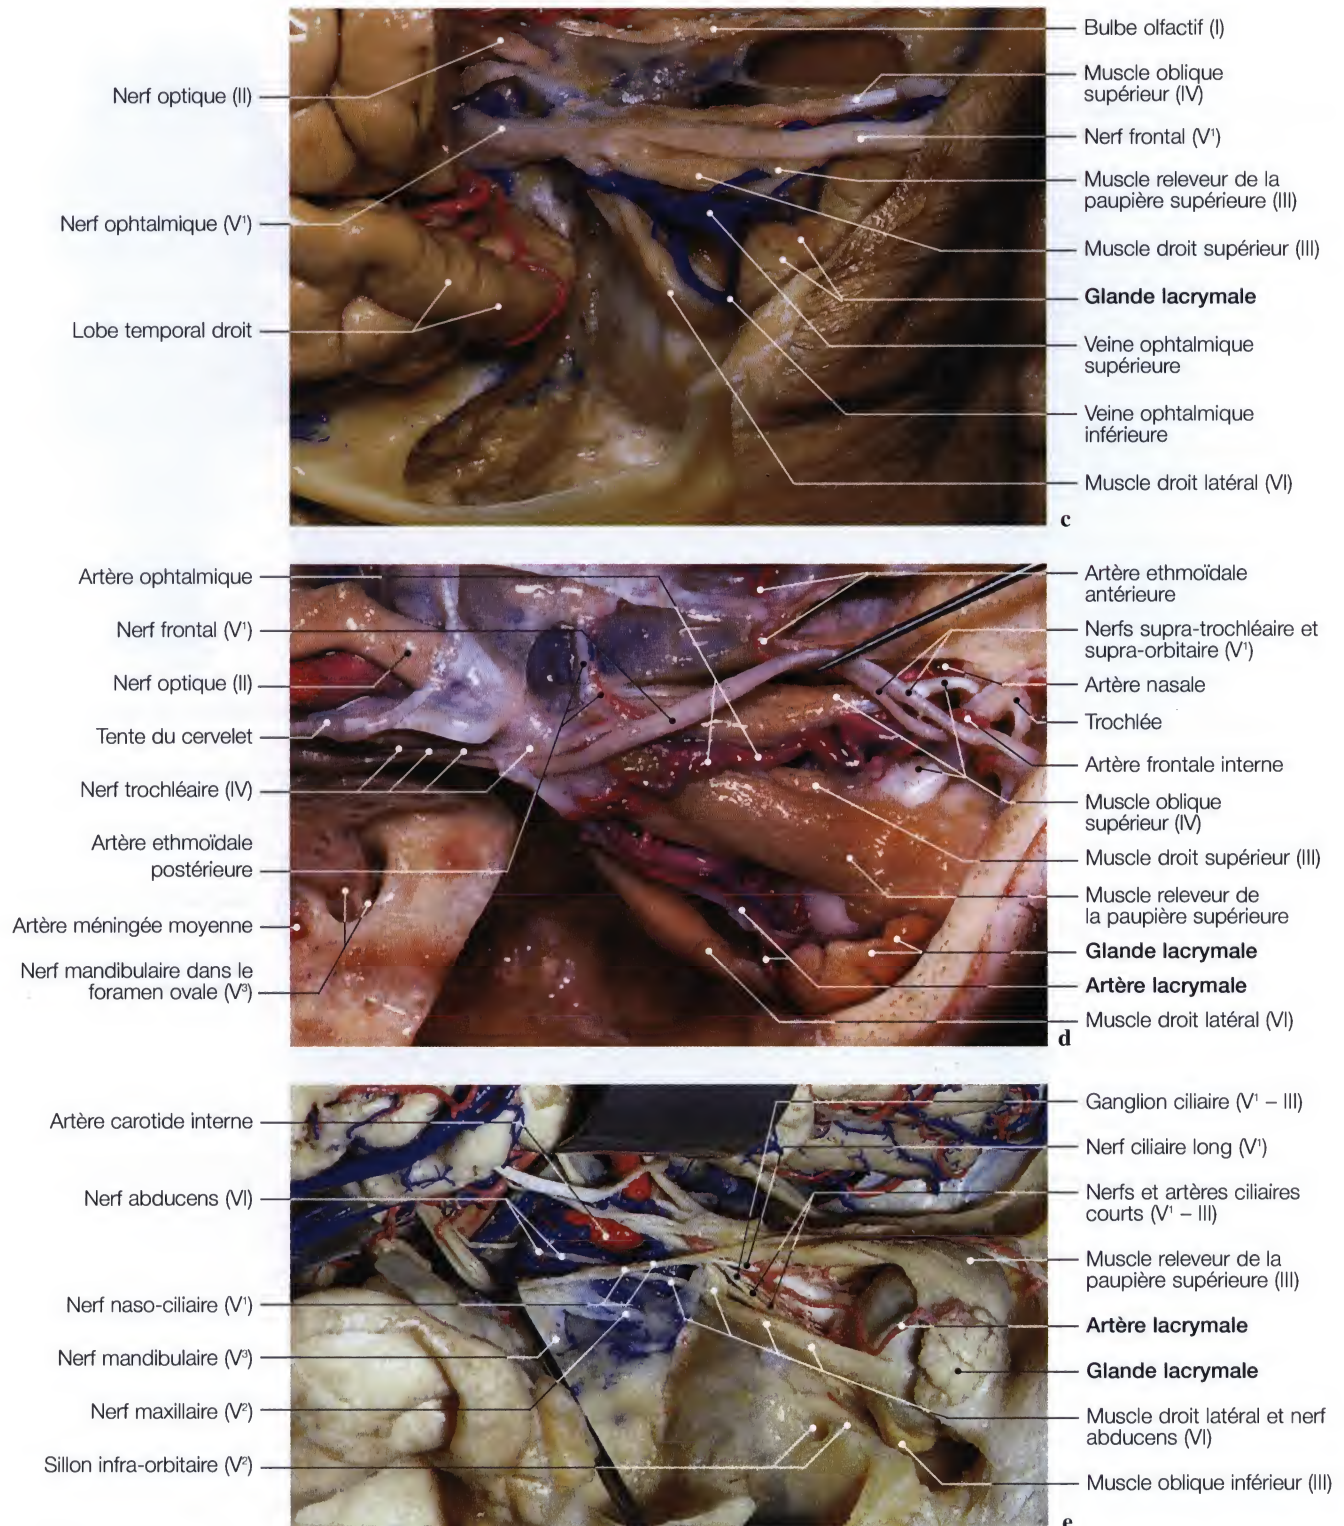 Nerf optique (II)
Nerf ophtalmique (V¹)
Lobe temporal droit
Bulbe olfactif (I)
Muscle oblique
supérieur (IV)
Nerf frontal (V¹)
Muscle releveur de la
paupière supérieure (III)
Muscle droit supérieur (III)
Glande lacrymale
Veine ophtalmique
supérieure
Veine ophtalmique
inférieure
Muscle droit latéral (VI)
c
Artère ophtalmique
Nerf frontal (V¹)
Nerf optique (II)
Tente du cervelet
Nerf trochléaire (IV)
Artère ethmoïdale
postérieure
Artère méningée moyenne
Nerf mandibulaire dans le
foramen ovale (V³)
Artère ethmoïdale
antérieure
Nerfs supra-trochléaire et
supra-orbitaire (V¹)
Artère nasale
Trochlée
Artère frontale interne
Muscle oblique
supérieur (IV)
Muscle droit supérieur (III)
Muscle releveur de
la paupière supérieure
Glande lacrymale
Artère lacrymale
Muscle droit latéral (VI)
d
Artère carotide interne
Nerf abducens (VI)
Nerf naso-ciliaire (V¹)
Nerf mandibulaire (V³)
Nerf maxillaire (V²)
Sillon infra-orbitaire (V²)
Ganglion ciliaire (V¹ – III)
Nerf ciliaire long (V¹)
Nerfs et artères ciliaires
courts (V¹ – III)
Muscle releveur de la
paupière supérieure (III)
Artère lacrymale
Glande lacrymale
Muscle droit latéral et nerf
abducens (VI)
Muscle oblique inférieur (III)
e